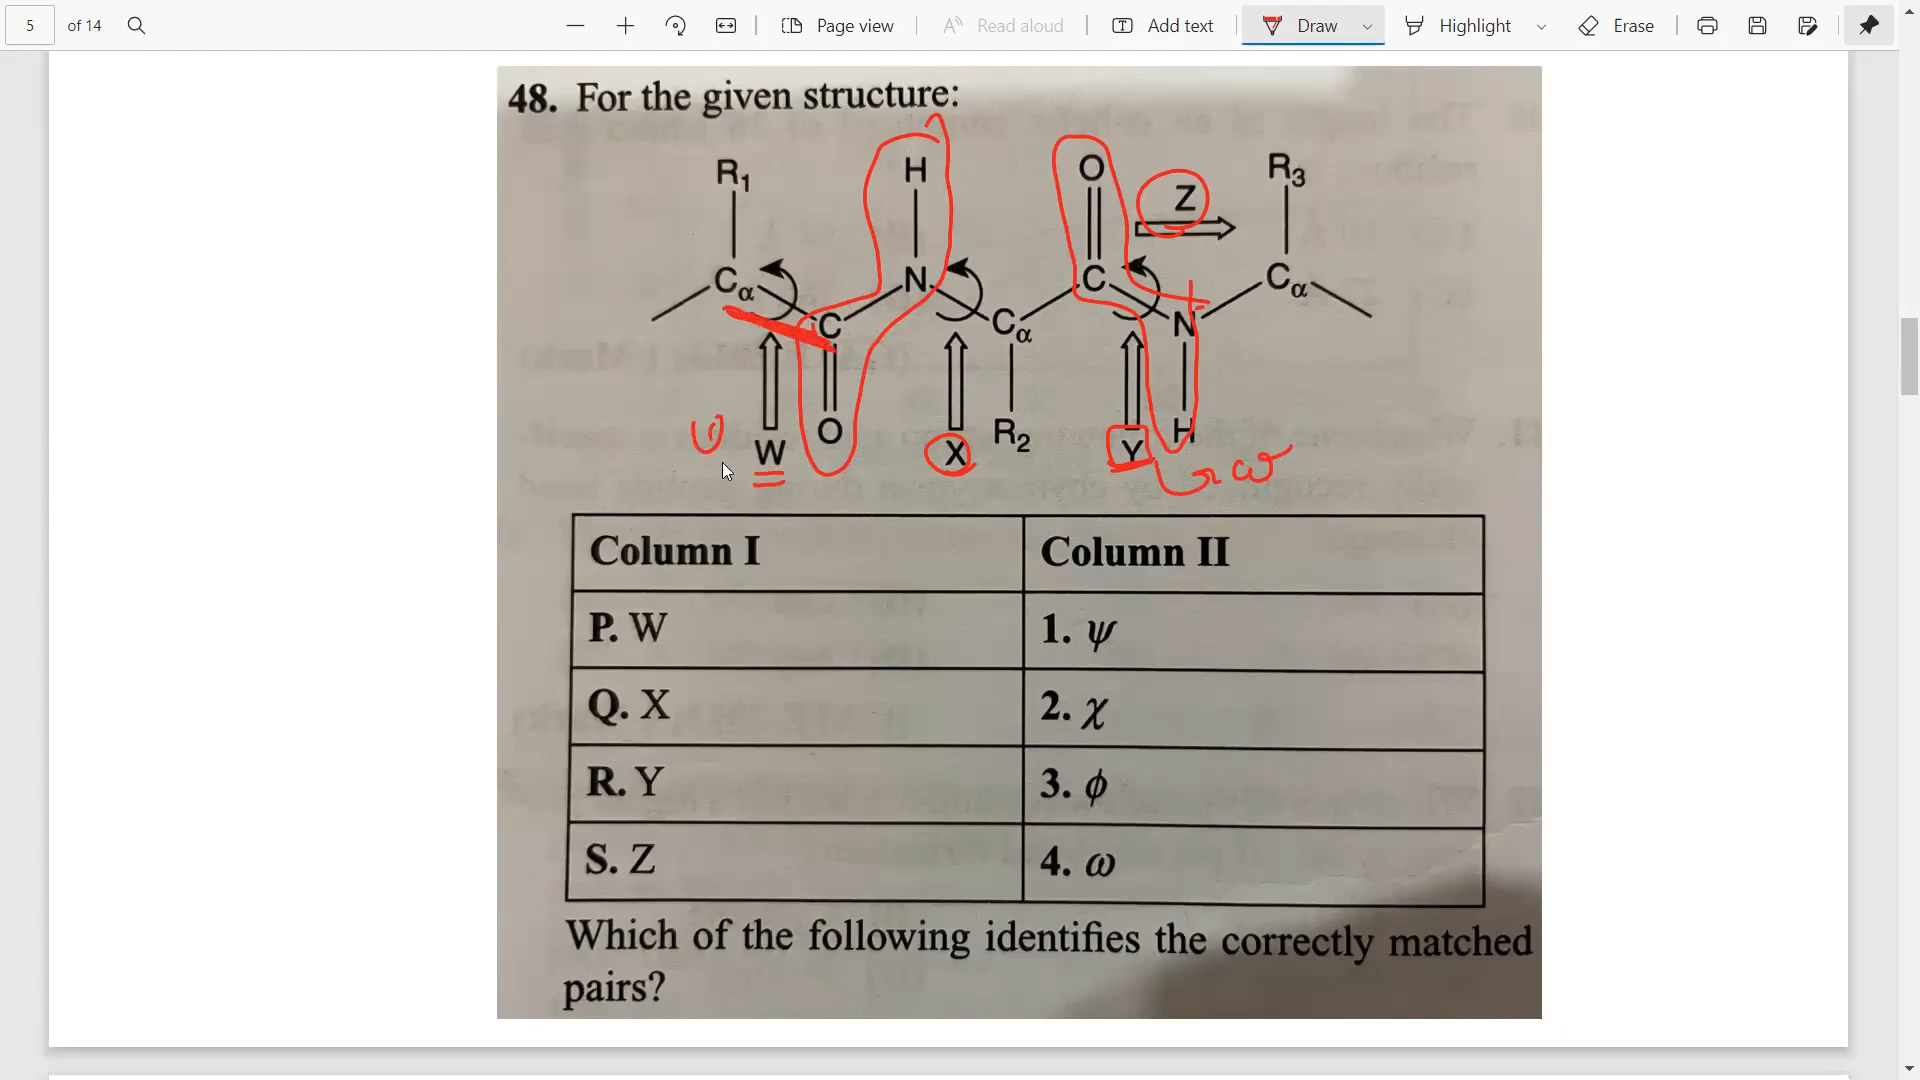 5 of 14 Page view Read aloud Add text Draw Highlight Erase
48. For the given structure:
R1 H O Z R3
Cα N C Cα
C Cα N
W O X R2 Y H ω
Column I Column II
P. W 1. ψ
Q. X 2. χ
R. Y 3. ϕ
S. Z 4. ω
Which of the following identifies the correctly matched
pairs?